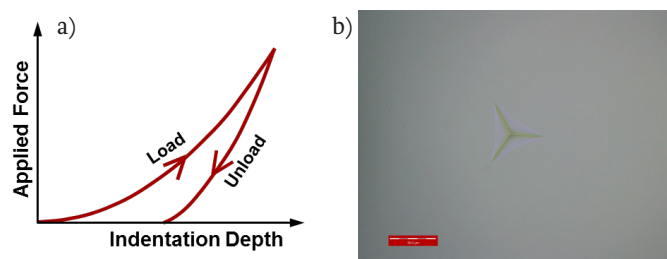 a)
Applied Force
Load
Unload
Indentation Depth
b)